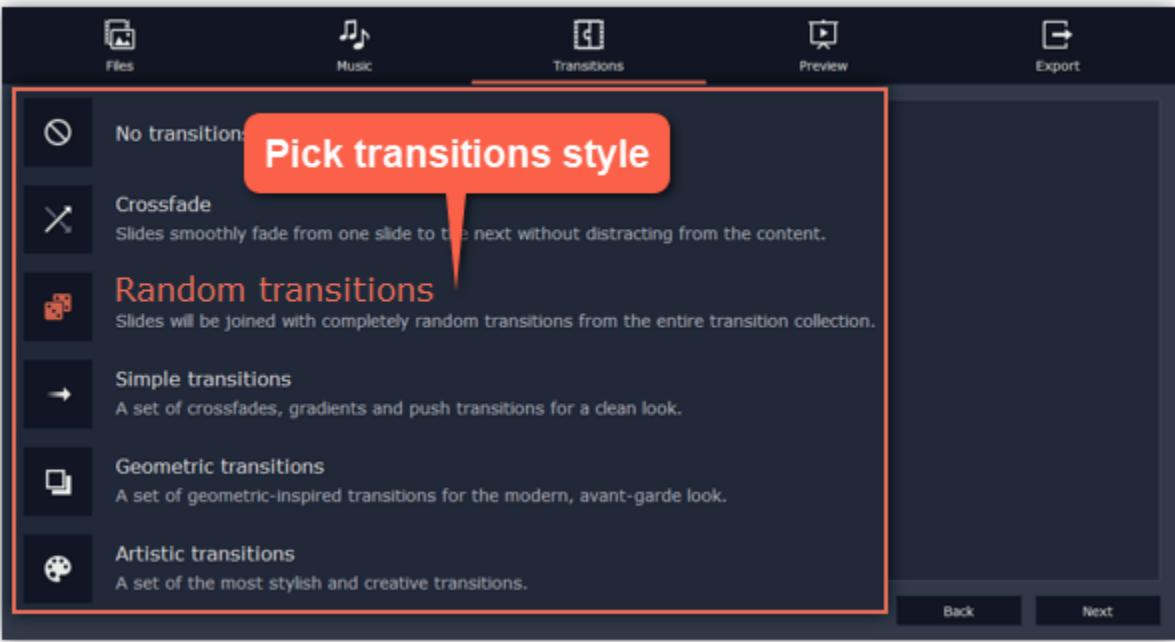 Files
Music
Transitions
Preview
Export
No transitions
Pick transitions style
Crossfade
Slides smoothly fade from one slide to the next without distracting from the content.
Random transitions
Slides will be joined with completely random transitions from the entire transition collection.
Simple transitions
A set of crossfades, gradients and push transitions for a clean look.
Geometric transitions
A set of geometric-inspired transitions for the modern, avant-garde look.
Artistic transitions
A set of the most stylish and creative transitions.
Back
Next